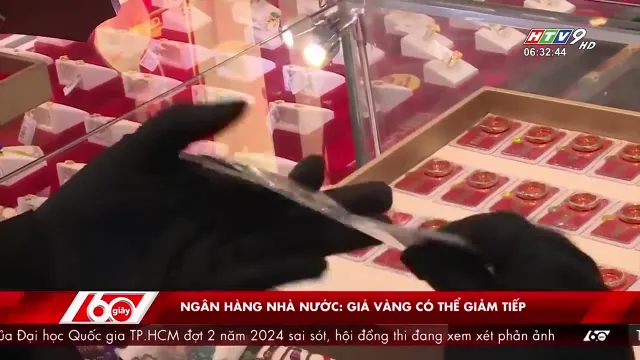 HTV9 HD
06:32:44
60 giây
NGÂN HÀNG NHÀ NƯỚC: GIÁ VÀNG CÓ THỂ GIẢM TIẾP
ủa Đại học Quốc gia TP.HCM đợt 2 năm 2024 sai sót, hội đồng thi đang xem xét phản ánh
60